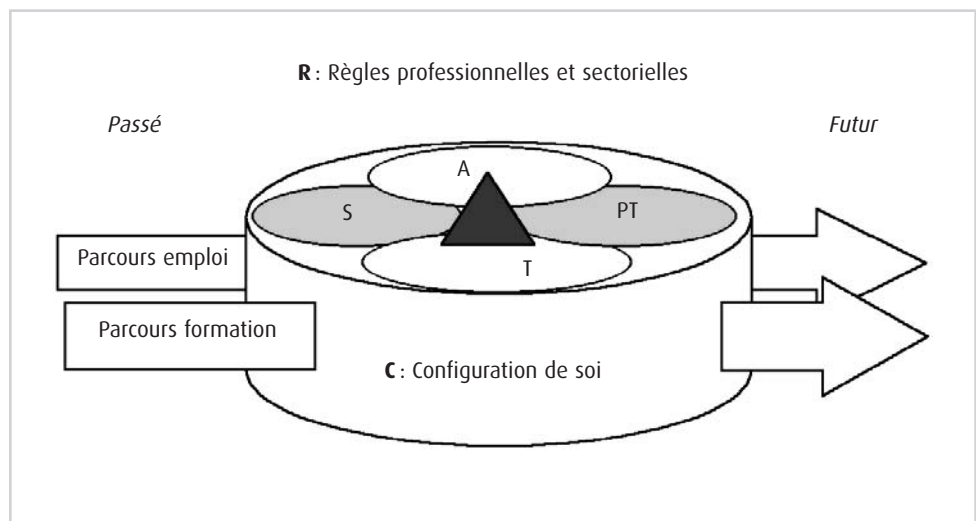 R : Règles professionnelles et sectorielles
Passé
Futur
A
S
PT
T
Parcours emploi
Parcours formation
C : Configuration de soi